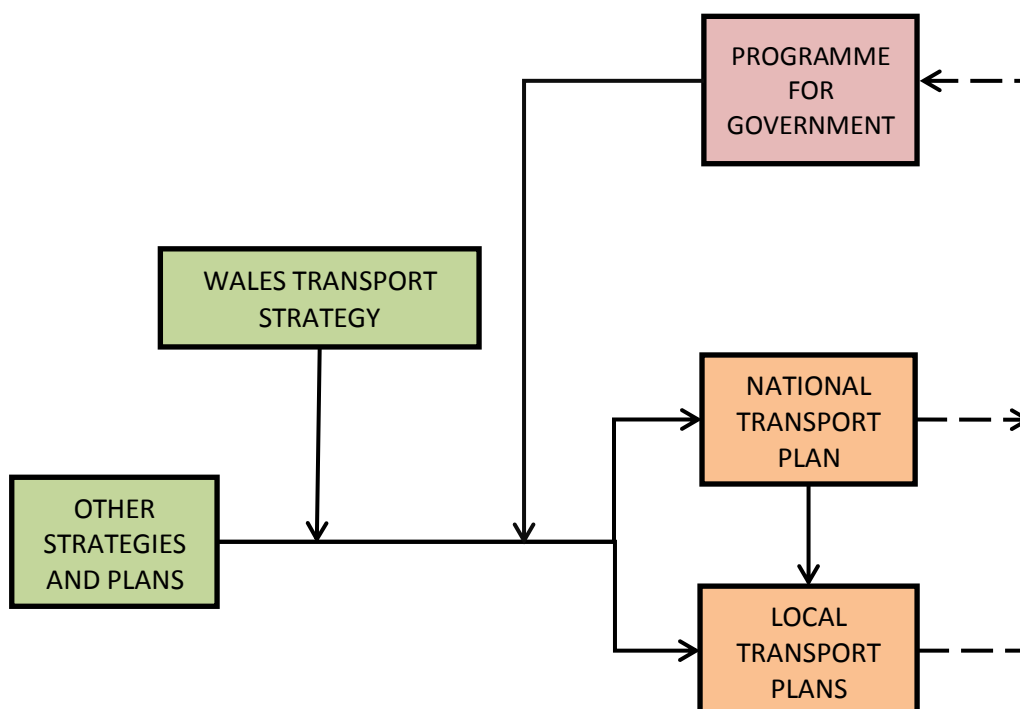 PROGRAMME
FOR
GOVERNMENT
WALES TRANSPORT
STRATEGY
NATIONAL
TRANSPORT
PLAN
OTHER
STRATEGIES
AND PLANS
LOCAL
TRANSPORT
PLANS